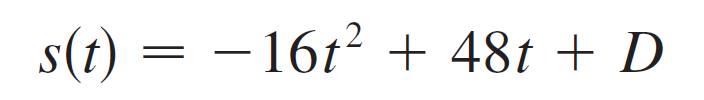 s(t) = −16t² + 48t + D